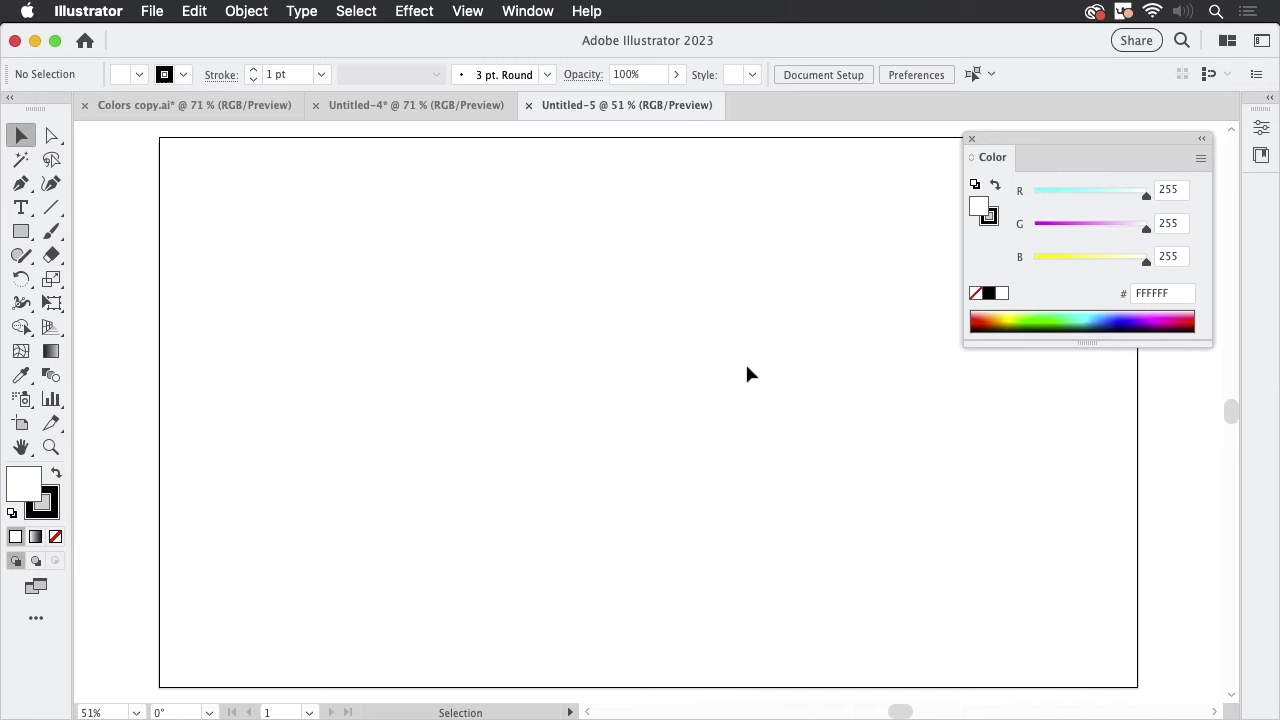 Illustrator File Edit Object Type Select Effect View Window Help
Adobe Illustrator 2023
Share
No Selection
Stroke: 1 pt
3 pt. Round
Opacity: 100%
Style:
Document Setup
Preferences
Colors copy.ai* @ 71 % (RGB/Preview)
Untitled-4* @ 71 % (RGB/Preview)
Untitled-5 @ 51 % (RGB/Preview)
Color
R 255
G 255
B 255
# FFFFFF
51%
0°
1
Selection